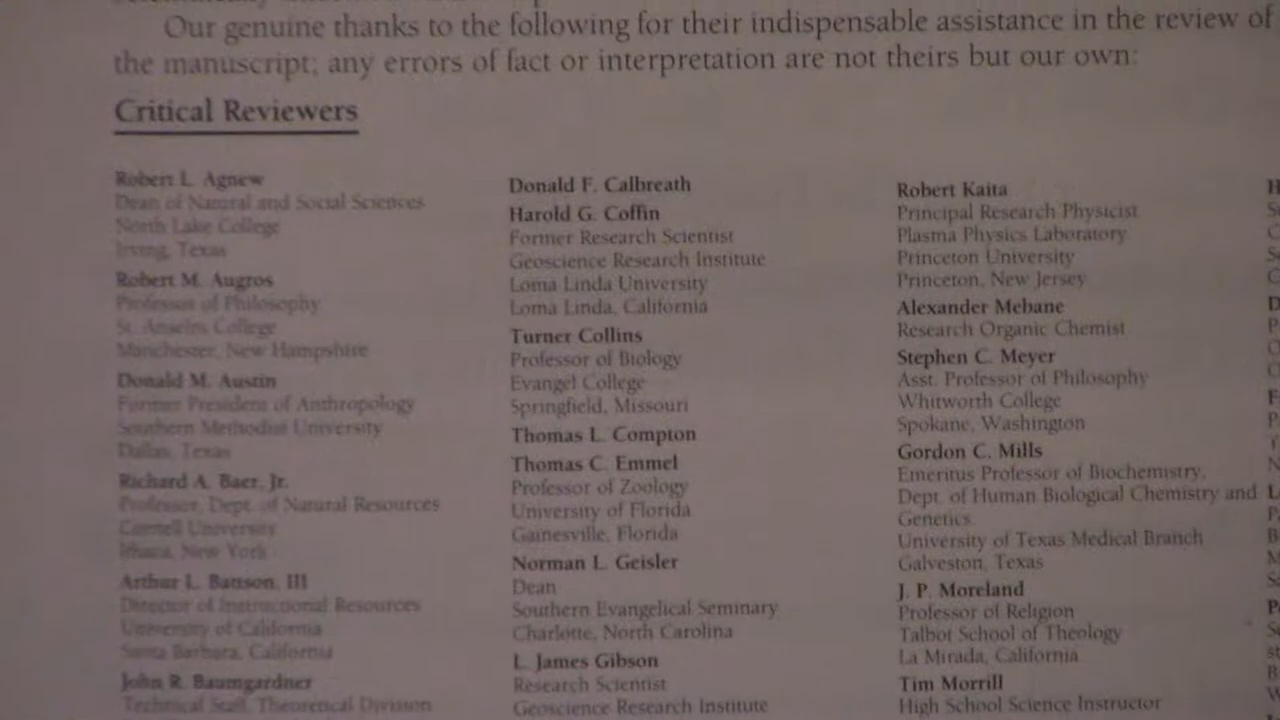 Our genuine thanks to the following for their indispensable assistance in the review of
the manuscript; any errors of fact or interpretation are not theirs but our own:
Critical Reviewers
Robert L. Agnew
Dean of Natural and Social Sciences
North Lake College
Irving, Texas
Robert M. Augros
Professor of Philosophy
St. Anselm College
Manchester, New Hampshire
Donald M. Austin
Former President of Anthropology
Southern Methodist University
Dallas, Texas
Richard A. Baer, Jr.
Professor, Dept. of Natural Resources
Cornell University
Ithaca, New York
Arthur L. Battson, III
Director of Instructional Resources
University of California
Santa Barbara, California
John R. Baumgardner
Technical Staff, Theoretical Division
Donald F. Calbreath
Harold G. Coffin
Former Research Scientist
Geoscience Research Institute
Loma Linda University
Loma Linda, California
Turner Collins
Professor of Biology
Evangel College
Springfield, Missouri
Thomas L. Compton
Thomas C. Emmel
Professor of Zoology
University of Florida
Gainesville, Florida
Norman L. Geisler
Dean
Southern Evangelical Seminary
Charlotte, North Carolina
L. James Gibson
Research Scientist
Geoscience Research Institute
Robert Kaita
Principal Research Physicist
Plasma Physics Laboratory
Princeton University
Princeton, New Jersey
Alexander Mebane
Research Organic Chemist
Stephen C. Meyer
Asst. Professor of Philosophy
Whitworth College
Spokane, Washington
Gordon C. Mills
Emeritus Professor of Biochemistry,
Dept. of Human Biological Chemistry and
Genetics
University of Texas Medical Branch
Galveston, Texas
J. P. Moreland
Professor of Religion
Talbot School of Theology
La Mirada, California
Tim Morrill
High School Science Instructor